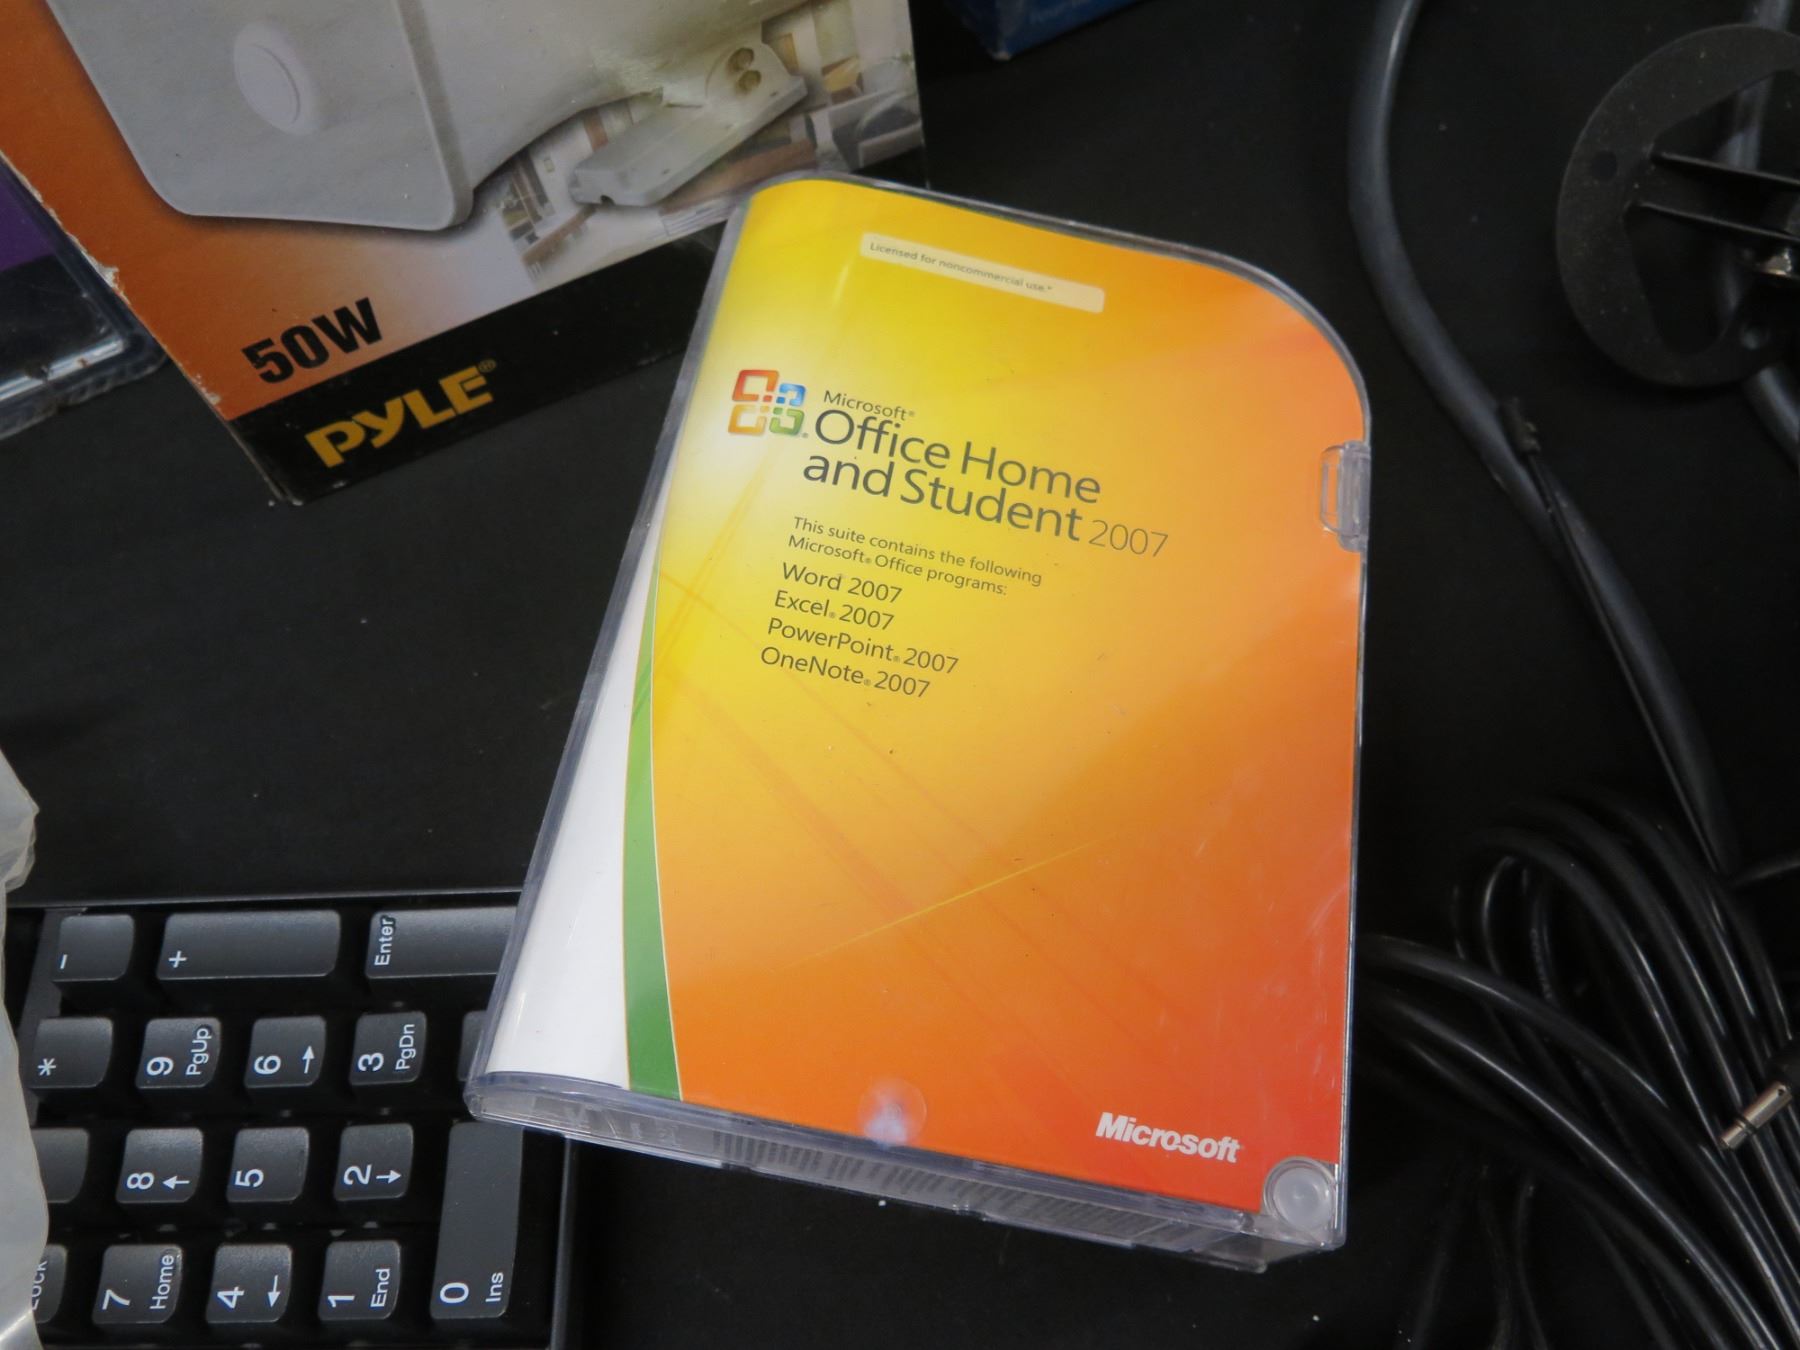 50W
PYLE®
Licensed for noncommercial use.*
Microsoft®
Office Home
and Student 2007
This suite contains the following
Microsoft® Office programs:
Word 2007
Excel® 2007
PowerPoint® 2007
OneNote® 2007
Microsoft
-
+
Enter
*
9 PgUp
6 →
3 PgDn
8 ↑
5
2 ↓
7 Home
4 ←
1 End
0 Ins